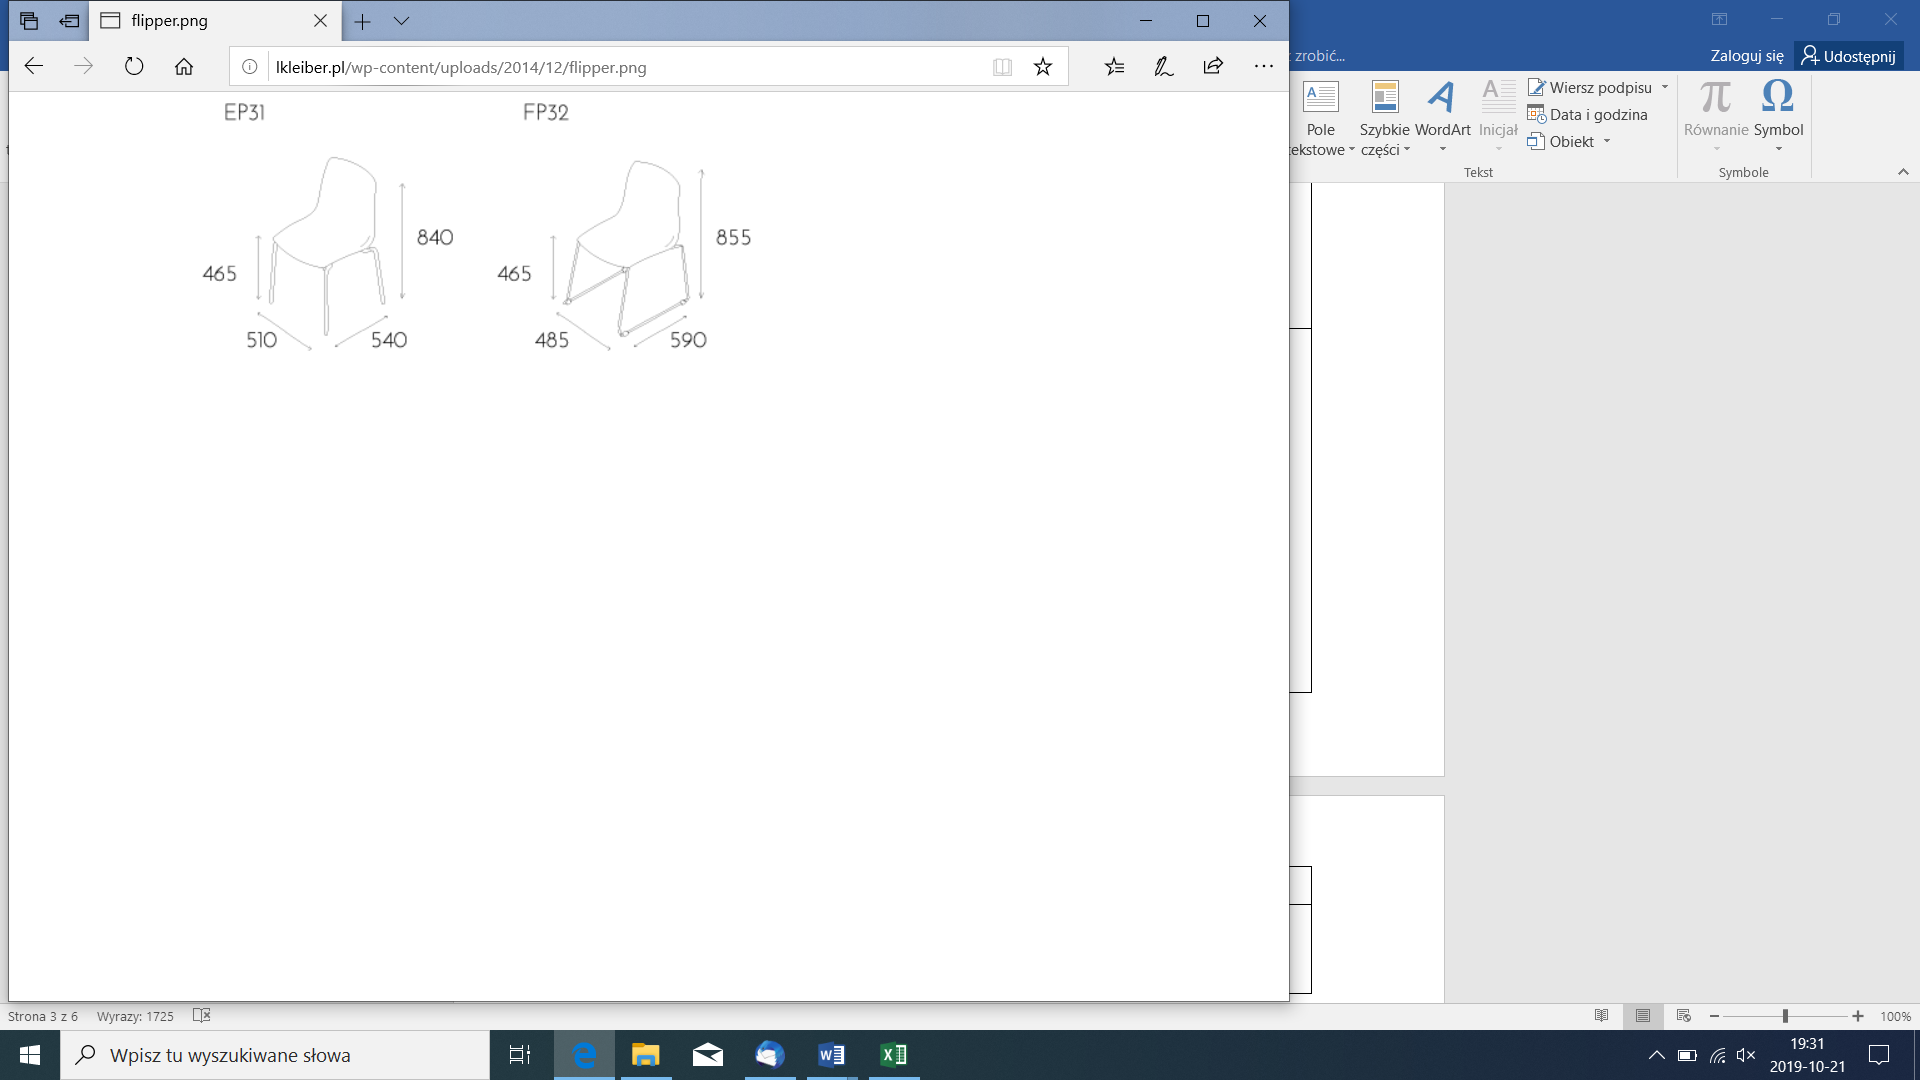 flipper.png
lkleiber.pl/wp-content/uploads/2014/12/flipper.png
EP31
FP32
840
465
510
540
855
465
485
590
zrobić...
Zaloguj się
Udostępnij
Pole
tekstowe
Szybkie
części
WordArt
Inicjał
Wiersz podpisu
Data i godzina
Obiekt
Tekst
Równanie
Symbol
Symbole
Strona 3 z 6
Wyrazy: 1725
100%
Wpisz tu wyszukiwane słowa
19:31
2019-10-21